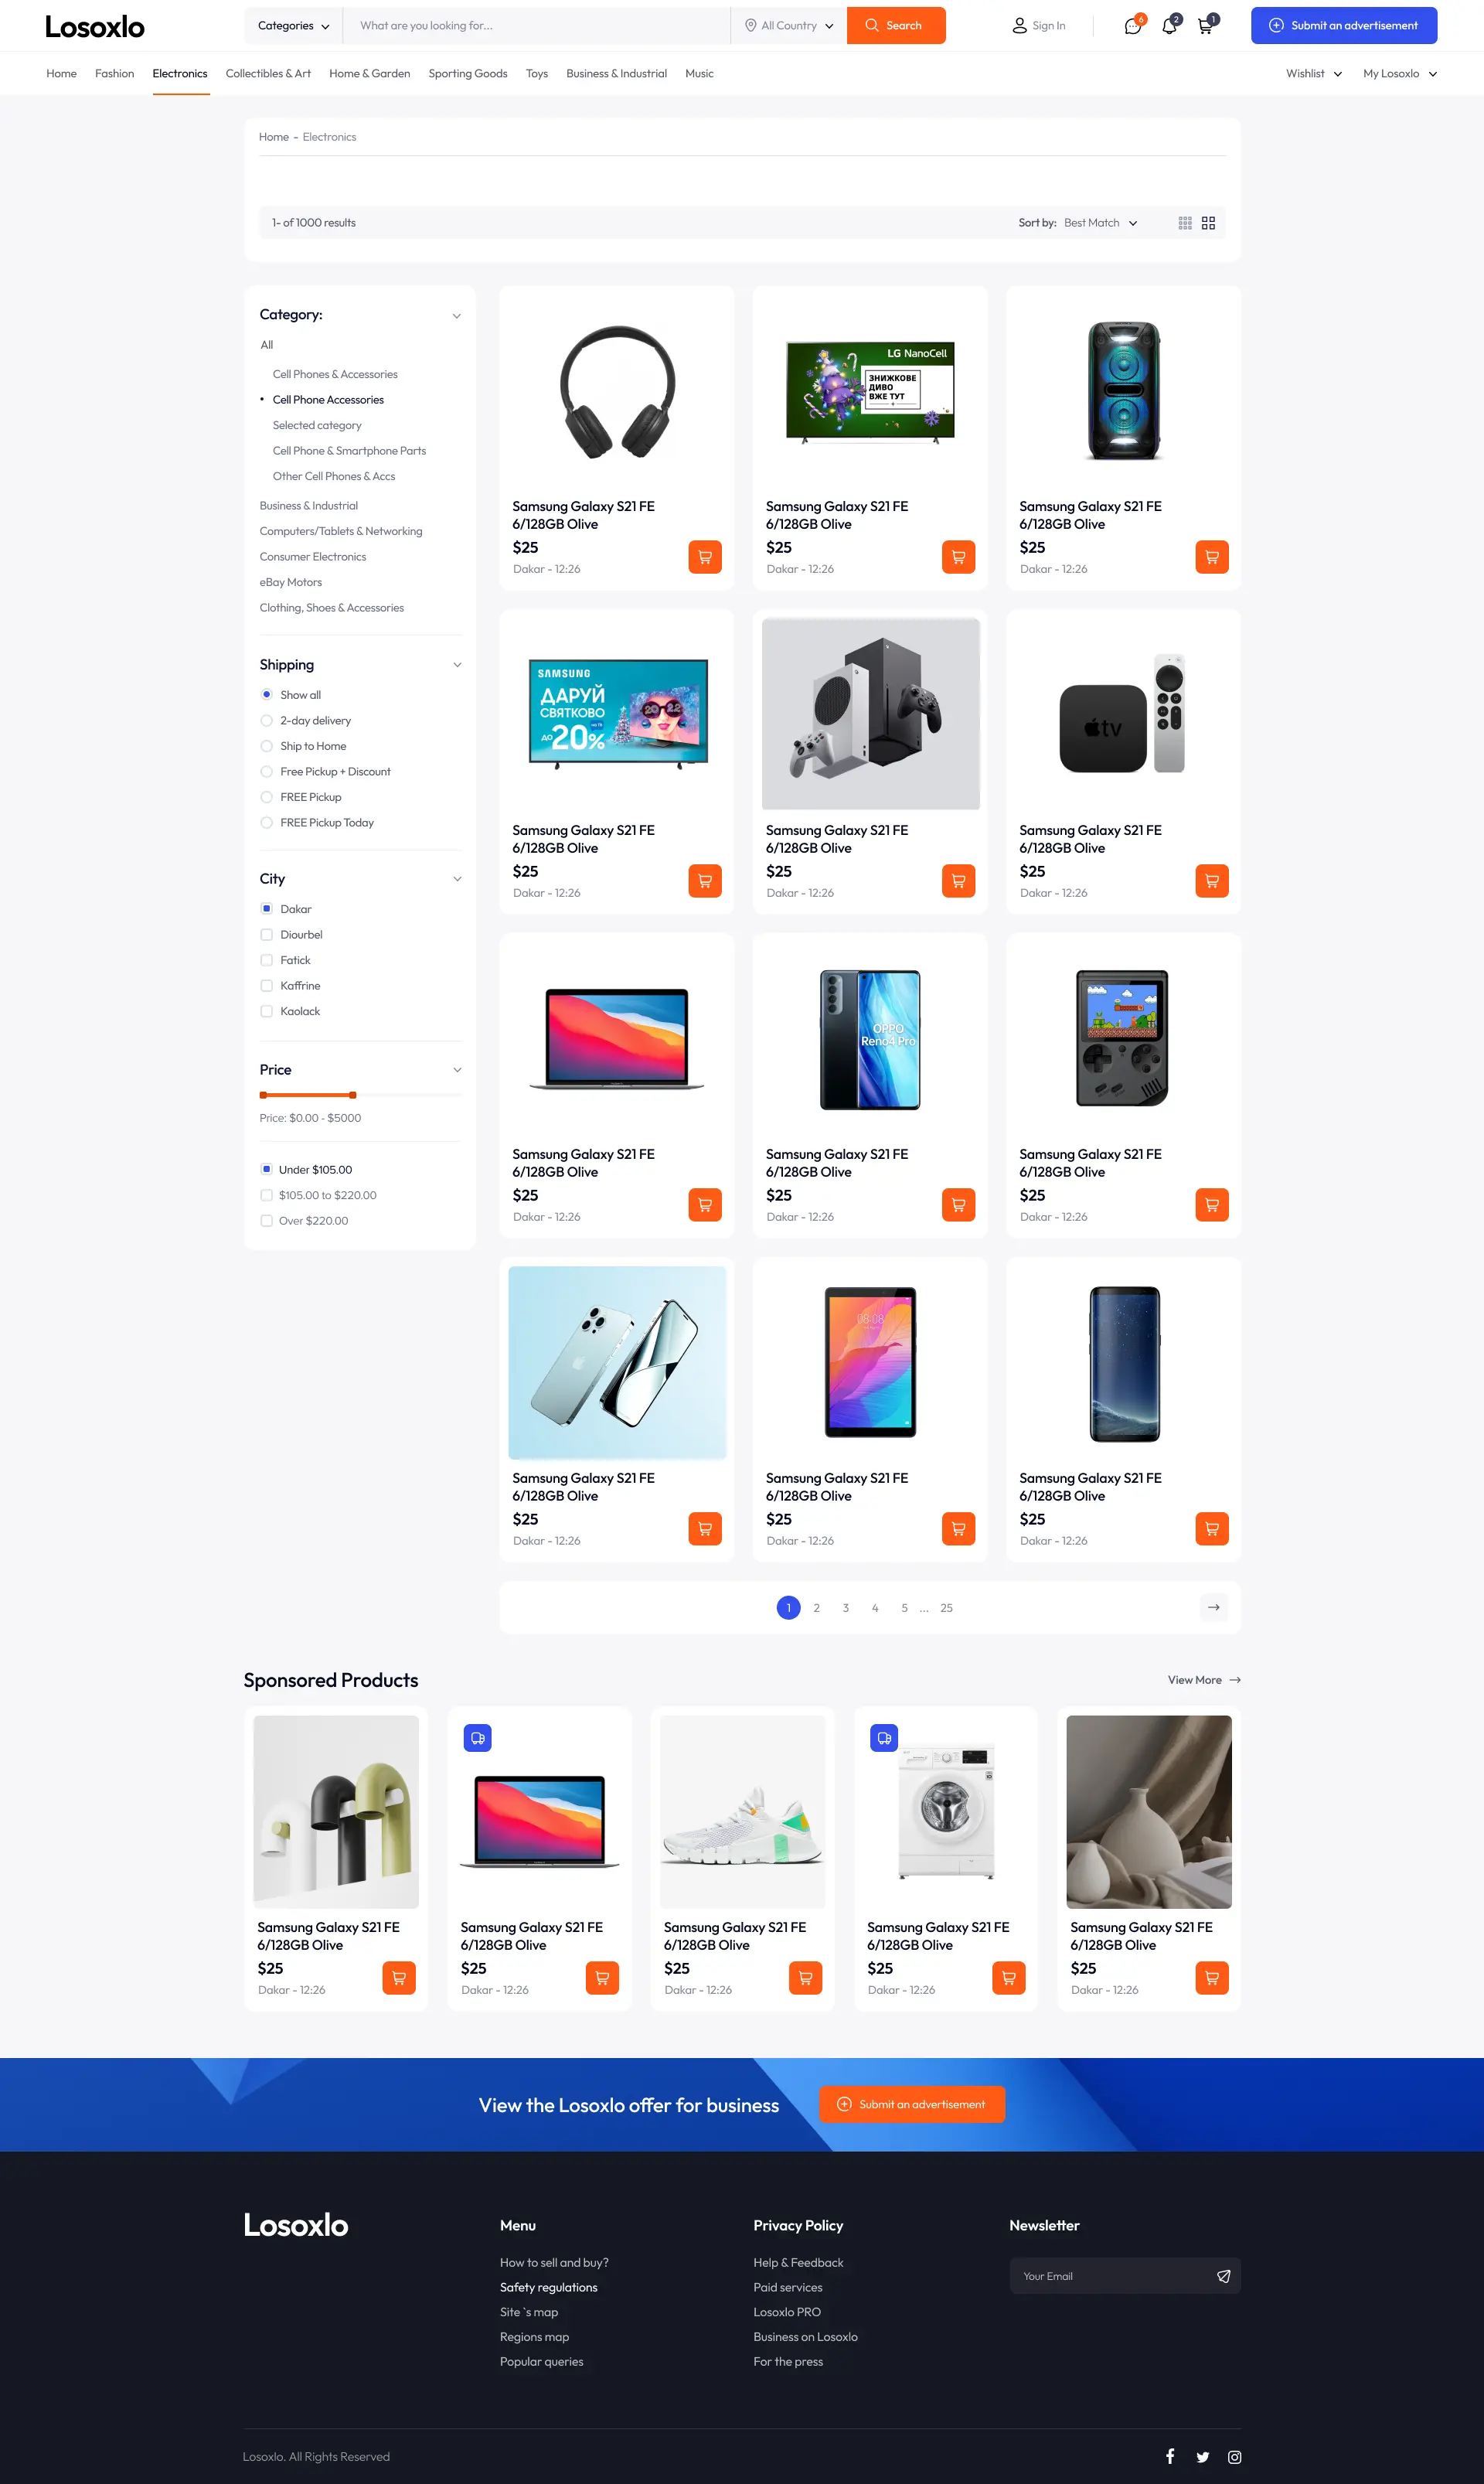 Losoxlo
Categories
What are you looking for...
All Country
Search
Sign In
6
2
1
Submit an advertisement
Home
Fashion
Electronics
Collectibles & Art
Home & Garden
Sporting Goods
Toys
Business & Industrial
Music
Wishlist
My Losoxlo
Home - Electronics
1- of 1000 results
Sort by: Best Match
Category:
All
Cell Phones & Accessories
• Cell Phone Accessories
Selected category
Cell Phone & Smartphone Parts
Other Cell Phones & Accs
Business & Industrial
Computers/Tablets & Networking
Consumer Electronics
eBay Motors
Clothing, Shoes & Accessories
Shipping
Show all
2-day delivery
Ship to Home
Free Pickup + Discount
FREE Pickup
FREE Pickup Today
City
Dakar
Diourbel
Fatick
Kaffrine
Kaolack
Price
Price: $0.00 - $5000
Under $105.00
$105.00 to $220.00
Over $220.00
Samsung Galaxy S21 FE
6/128GB Olive
$25
Dakar - 12:26
LG NanoCell
ЗНИЖКОВЕ
ДИВО
ВЖЕ ТУТ
Samsung Galaxy S21 FE
6/128GB Olive
$25
Dakar - 12:26
Samsung Galaxy S21 FE
6/128GB Olive
$25
Dakar - 12:26
SAMSUNG
ДАРУЙ
СВЯТКОВО
ДО 20%
Samsung Galaxy S21 FE
6/128GB Olive
$25
Dakar - 12:26
Samsung Galaxy S21 FE
6/128GB Olive
$25
Dakar - 12:26
tv
Samsung Galaxy S21 FE
6/128GB Olive
$25
Dakar - 12:26
Samsung Galaxy S21 FE
6/128GB Olive
$25
Dakar - 12:26
OPPO
Reno4 Pro
Samsung Galaxy S21 FE
6/128GB Olive
$25
Dakar - 12:26
Samsung Galaxy S21 FE
6/128GB Olive
$25
Dakar - 12:26
Samsung Galaxy S21 FE
6/128GB Olive
$25
Dakar - 12:26
08:08
Samsung Galaxy S21 FE
6/128GB Olive
$25
Dakar - 12:26
Samsung Galaxy S21 FE
6/128GB Olive
$25
Dakar - 12:26
1 2 3 4 5 ... 25
Sponsored Products
View More
Samsung Galaxy S21 FE
6/128GB Olive
$25
Dakar - 12:26
Samsung Galaxy S21 FE
6/128GB Olive
$25
Dakar - 12:26
Samsung Galaxy S21 FE
6/128GB Olive
$25
Dakar - 12:26
Samsung Galaxy S21 FE
6/128GB Olive
$25
Dakar - 12:26
Samsung Galaxy S21 FE
6/128GB Olive
$25
Dakar - 12:26
View the Losoxlo offer for business
Submit an advertisement
Losoxlo
Menu
How to sell and buy?
Safety regulations
Site `s map
Regions map
Popular queries
Privacy Policy
Help & Feedback
Paid services
Losoxlo PRO
Business on Losoxlo
For the press
Newsletter
Your Email
Losoxlo. All Rights Reserved